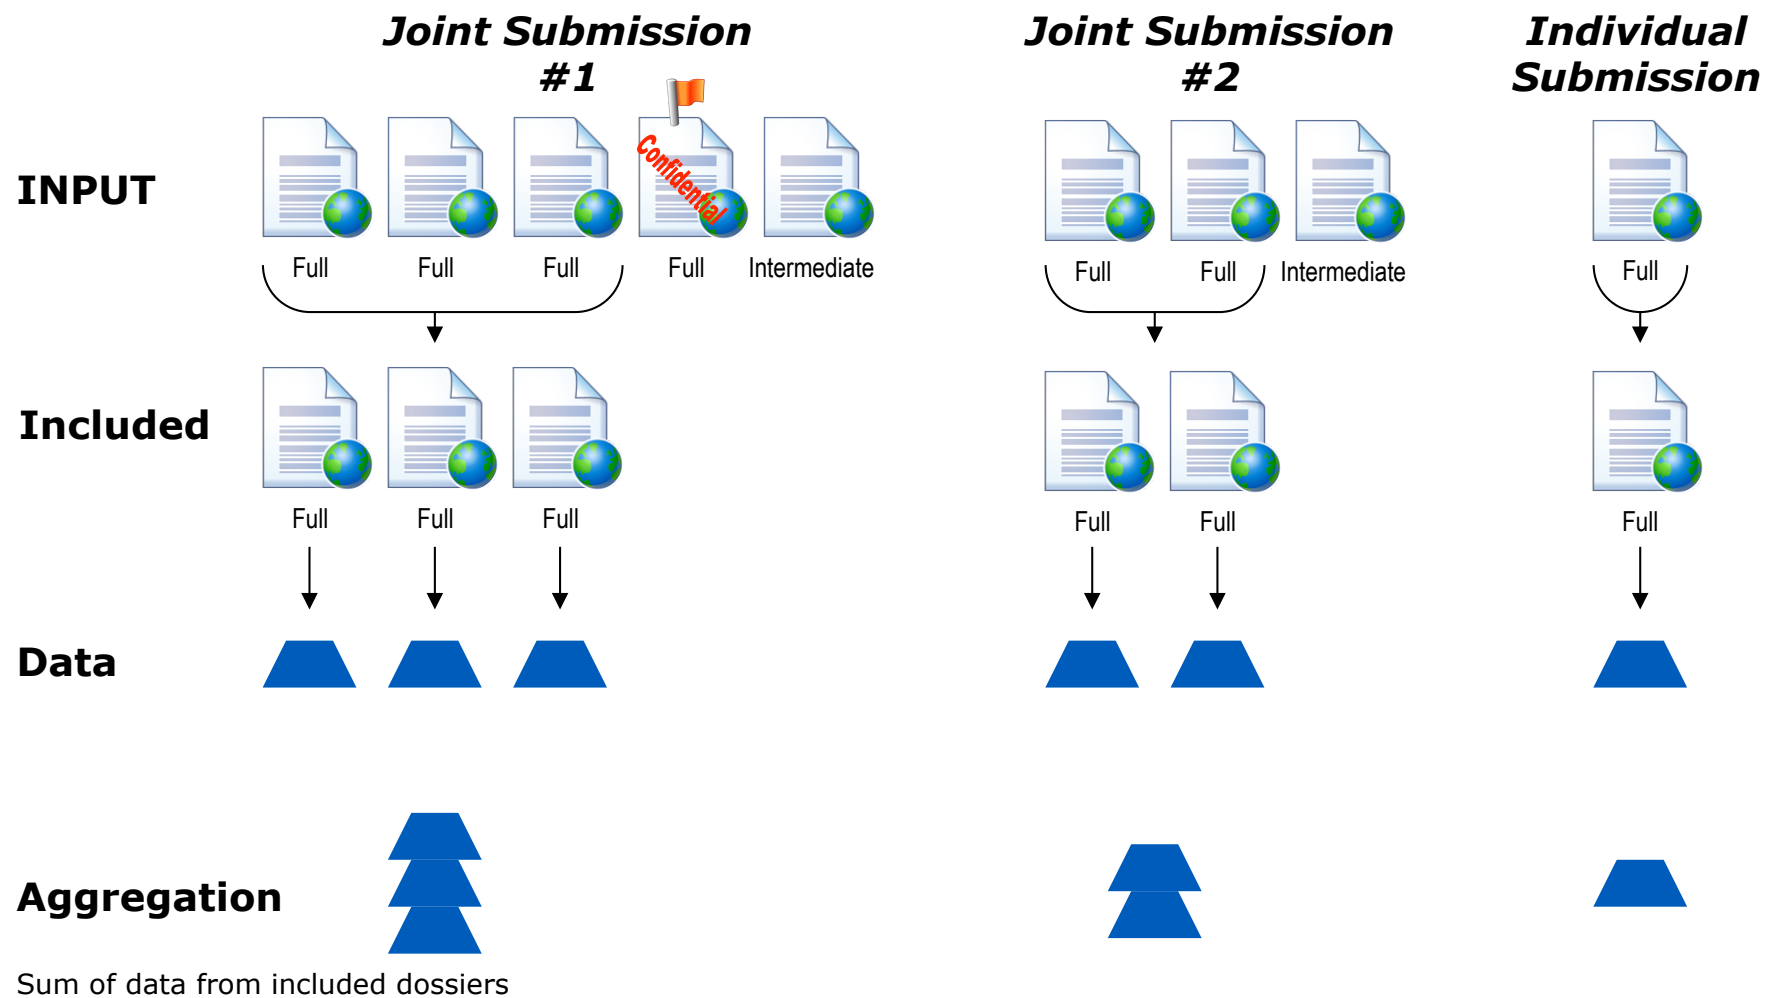 Joint Submission
#1
Joint Submission
#2
Individual
Submission
INPUT
Confidential
Full
Full
Full
Full
Intermediate
Full
Full
Intermediate
Full
Included
Full
Full
Full
Full
Full
Full
Data
Aggregation
Sum of data from included dossiers